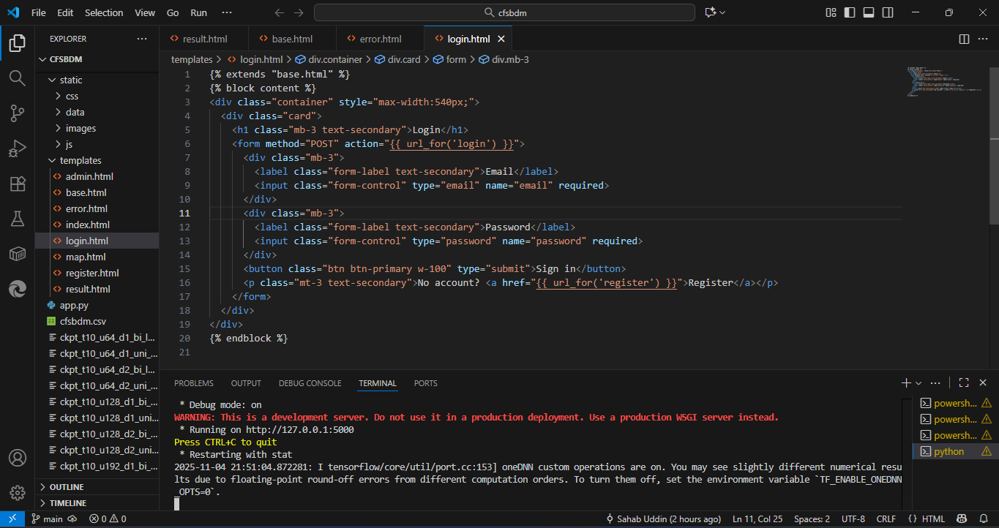 File Edit Selection View Go Run ···
cfsbdm
EXPLORER ···
CFSBDM
static
css
data
images
js
templates
admin.html
base.html
error.html
index.html
login.html
map.html
register.html
result.html
app.py
cfsbdm.csv
ckpt_t10_u64_d1_bi_l...
ckpt_t10_u64_d1_uni_...
ckpt_t10_u64_d2_bi_l...
ckpt_t10_u64_d2_uni_...
ckpt_t10_u128_d1_bi_...
ckpt_t10_u128_d1_uni...
ckpt_t10_u128_d2_bi_...
ckpt_t10_u128_d2_uni...
ckpt_t10_u192_d1_bi_...
OUTLINE
TIMELINE
result.html base.html error.html login.html
templates > login.html > div.container > div.card > form > div.mb-3
1 {% extends "base.html" %}
2 {% block content %}
3 <div class="container" style="max-width:540px;">
4 <div class="card">
5 <h1 class="mb-3 text-secondary">Login</h1>
6 <form method="POST" action="{{ url_for('login') }}">
7 <div class="mb-3">
8 <label class="form-label text-secondary">Email</label>
9 <input class="form-control" type="email" name="email" required>
10 </div>
11 <div class="mb-3">
12 <label class="form-label text-secondary">Password</label>
13 <input class="form-control" type="password" name="password" required>
14 </div>
15 <button class="btn btn-primary w-100" type="submit">Sign in</button>
16 <p class="mt-3 text-secondary">No account? <a href="{{ url_for('register') }}">Register</a></p>
17 </form>
18 </div>
19 </div>
20 {% endblock %}
21
PROBLEMS OUTPUT DEBUG CONSOLE TERMINAL PORTS
* Debug mode: on
WARNING: This is a development server. Do not use it in a production deployment. Use a production WSGI server instead.
* Running on http://127.0.0.1:5000
Press CTRL+C to quit
* Restarting with stat
2025-11-04 21:51:04.872281: I tensorflow/core/util/port.cc:153] oneDNN custom operations are on. You may see slightly different numerical resu
lts due to floating-point round-off errors from different computation orders. To turn them off, set the environment variable `TF_ENABLE_ONEDNN
_OPTS=0`.
powersh...
powersh...
powersh...
python
main 0 0 Sahab Uddin (2 hours ago) Ln 11, Col 25 Spaces: 2 UTF-8 CRLF {} HTML